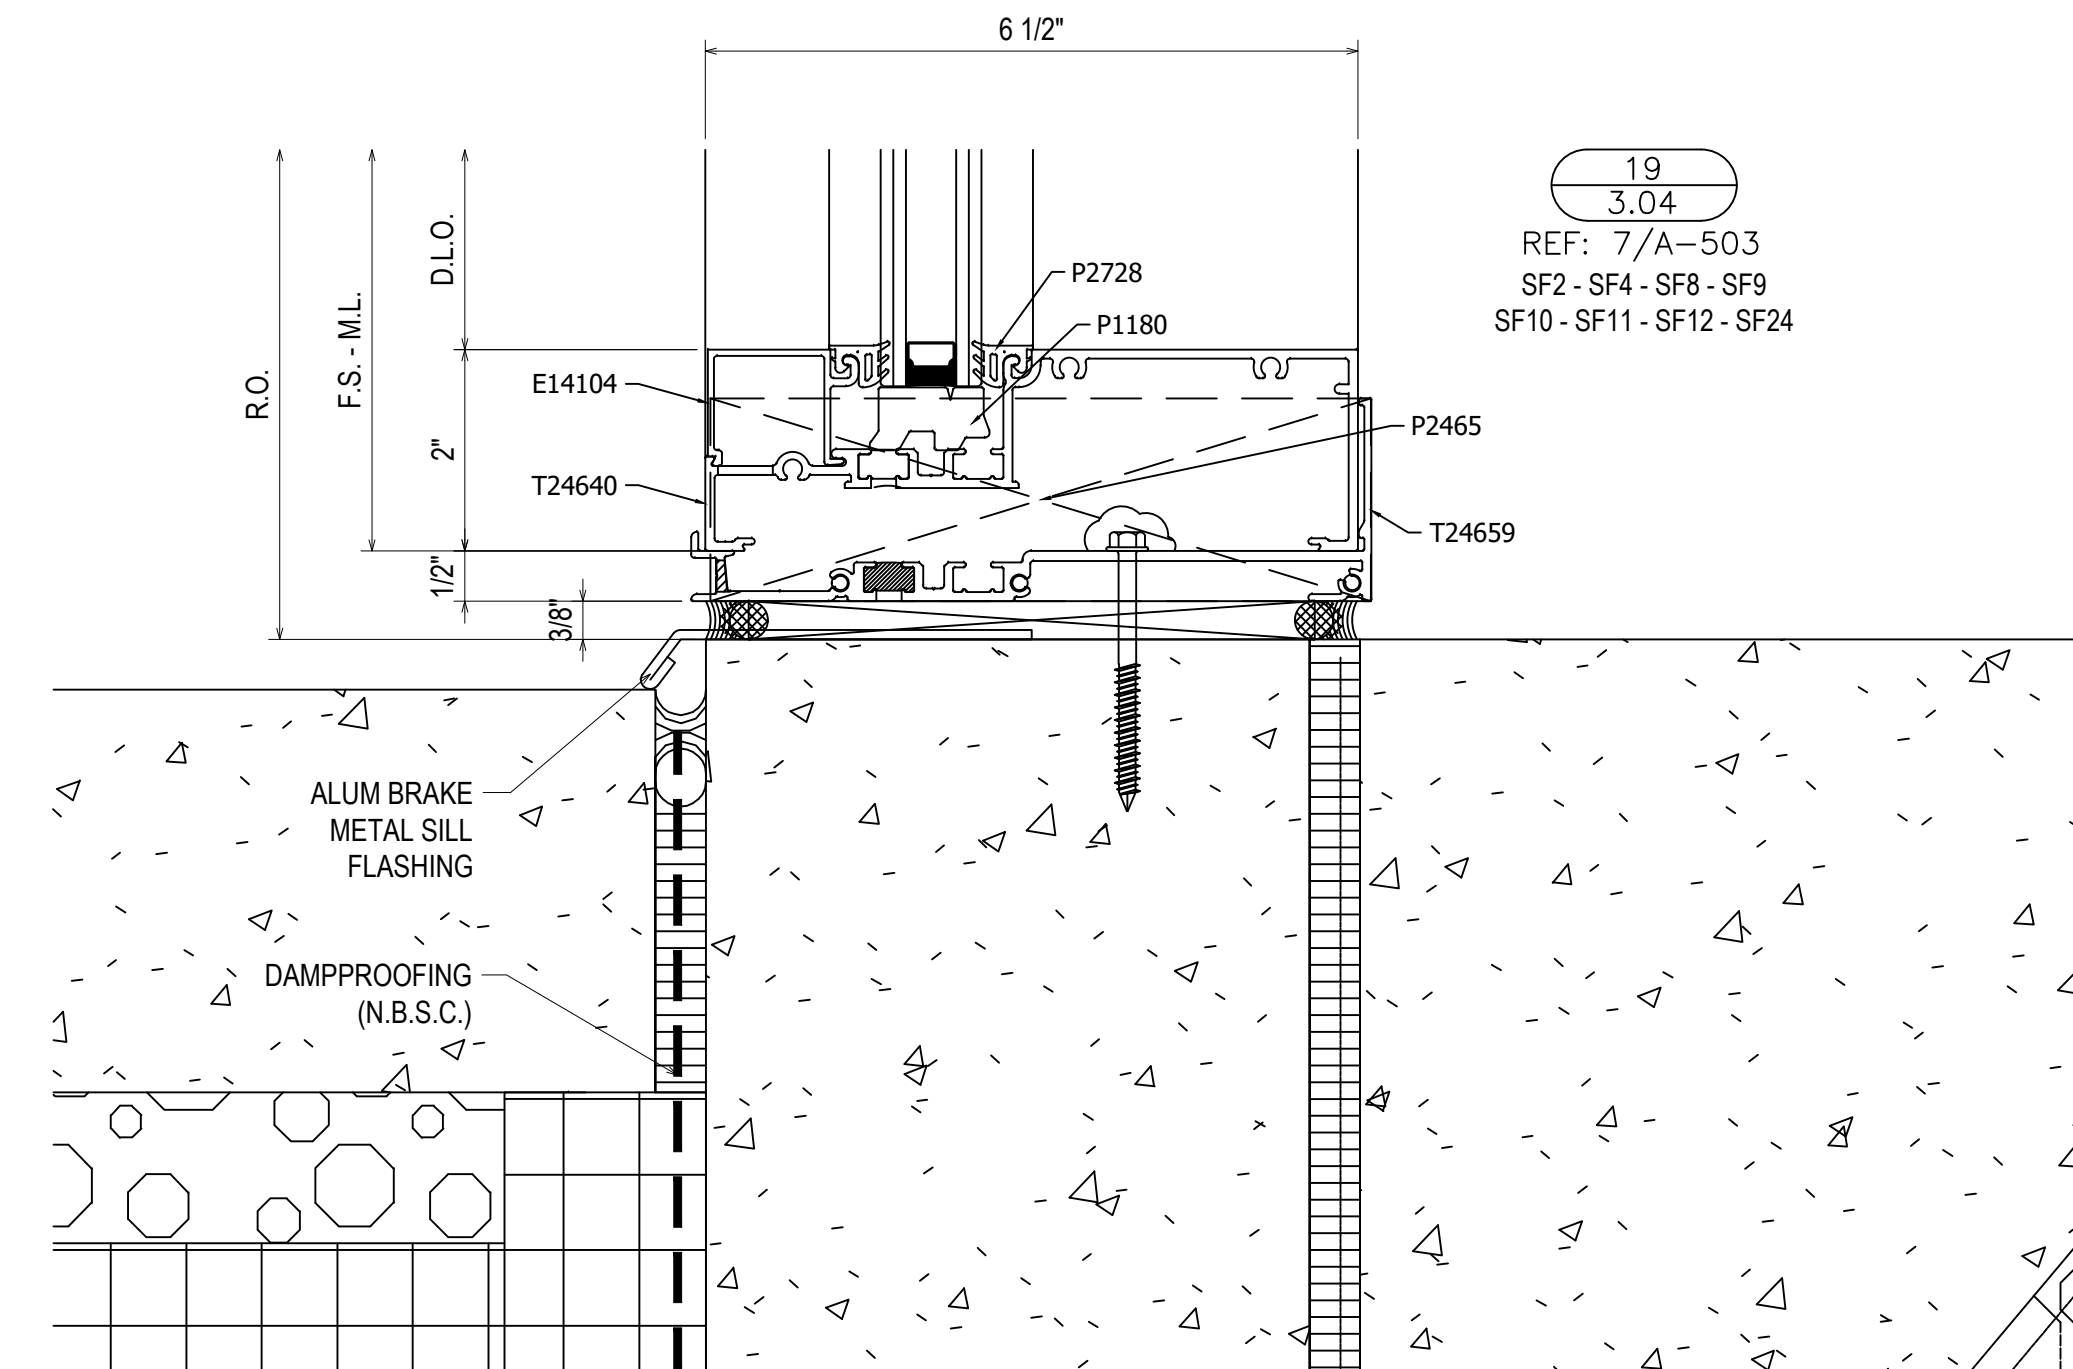 6 1/2"
19
3.04
REF: 7/A-503
SF2 - SF4 - SF8 - SF9
SF10 - SF11 - SF12 - SF24
R.O.
F.S. - M.L.
D.L.O.
2"
1/2"
3/8"
P2728
P1180
E14104
P2465
T24640
T24659
ALUM BRAKE
METAL SILL
FLASHING
DAMPPROOFING
(N.B.S.C.)